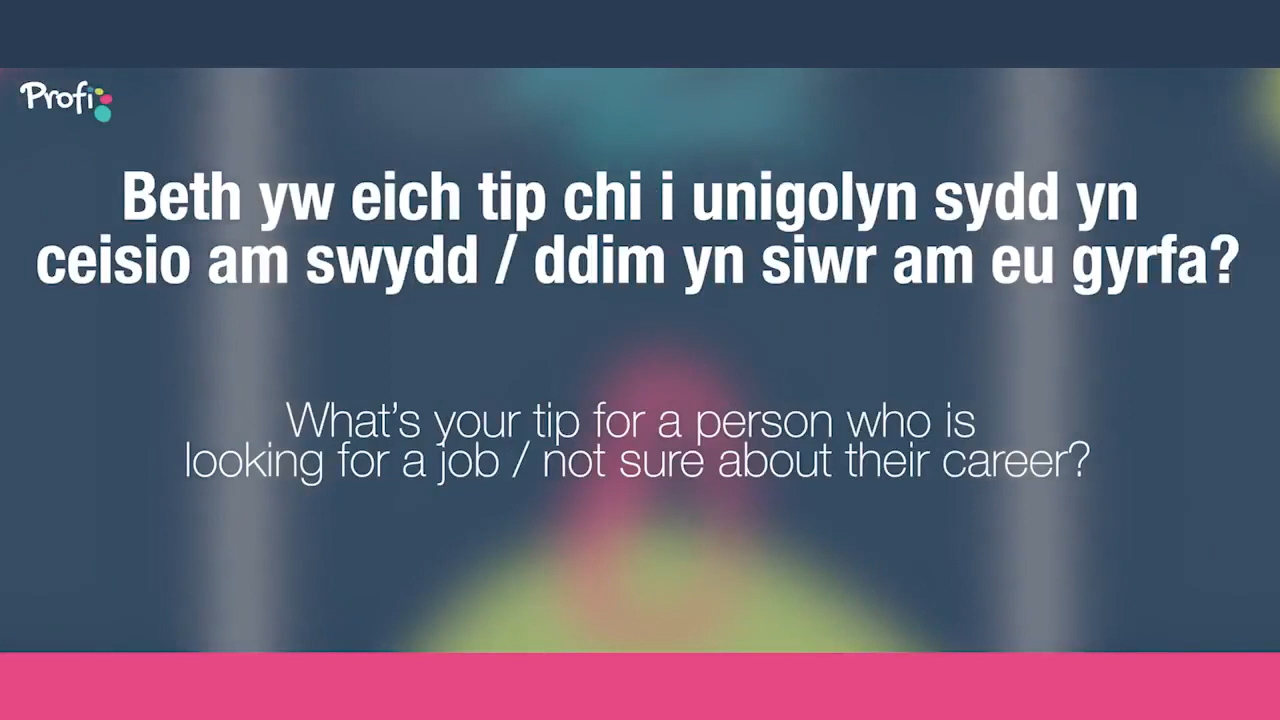 Profi
Beth yw eich tip chi i unigolyn sydd yn
ceisio am swydd / ddim yn siwr am eu gyrfa?
What's your tip for a person who is
looking for a job / not sure about their career?